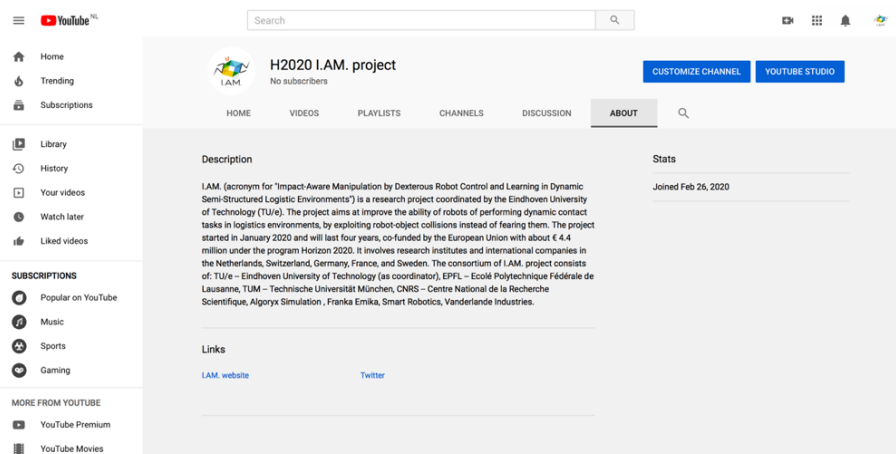 YouTube NL
Search
Home
Trending
Subscriptions
Library
History
Your videos
Watch later
Liked videos
SUBSCRIPTIONS
Popular on YouTube
Music
Sports
Gaming
MORE FROM YOUTUBE
YouTube Premium
YouTube Movies
I.AM.
H2020 I.AM. project
No subscribers
CUSTOMIZE CHANNEL YOUTUBE STUDIO
HOME VIDEOS PLAYLISTS CHANNELS DISCUSSION ABOUT
Description
I.AM. (acronym for "Impact-Aware Manipulation by Dexterous Robot Control and Learning in Dynamic
Semi-Structured Logistic Environments") is a research project coordinated by the Eindhoven University
of Technology (TU/e). The project aims at improve the ability of robots of performing dynamic contact
tasks in logistics environments, by exploiting robot-object collisions instead of fearing them. The project
started in January 2020 and will last four years, co-funded by the European Union with about € 4.4
million under the program Horizon 2020. It involves research institutes and international companies in
the Netherlands, Switzerland, Germany, France, and Sweden. The consortium of I.AM. project consists
of: TU/e – Eindhoven University of Technology (as coordinator), EPFL – Ecolé Polytechnique Fédérale de
Lausanne, TUM – Technische Universität München, CNRS – Centre National de la Recherche
Scientifique, Algoryx Simulation , Franka Emika, Smart Robotics, Vanderlande Industries.
Links
I.AM. website Twitter
Stats
Joined Feb 26, 2020